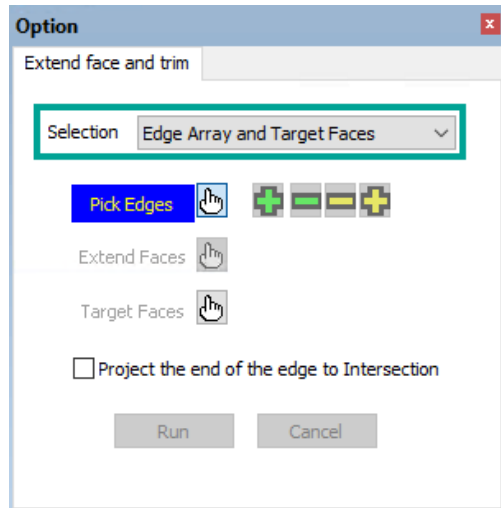 Option
x
Extend face and trim
Selection Edge Array and Target Faces
Pick Edges
Extend Faces
Target Faces
Project the end of the edge to Intersection
Run Cancel